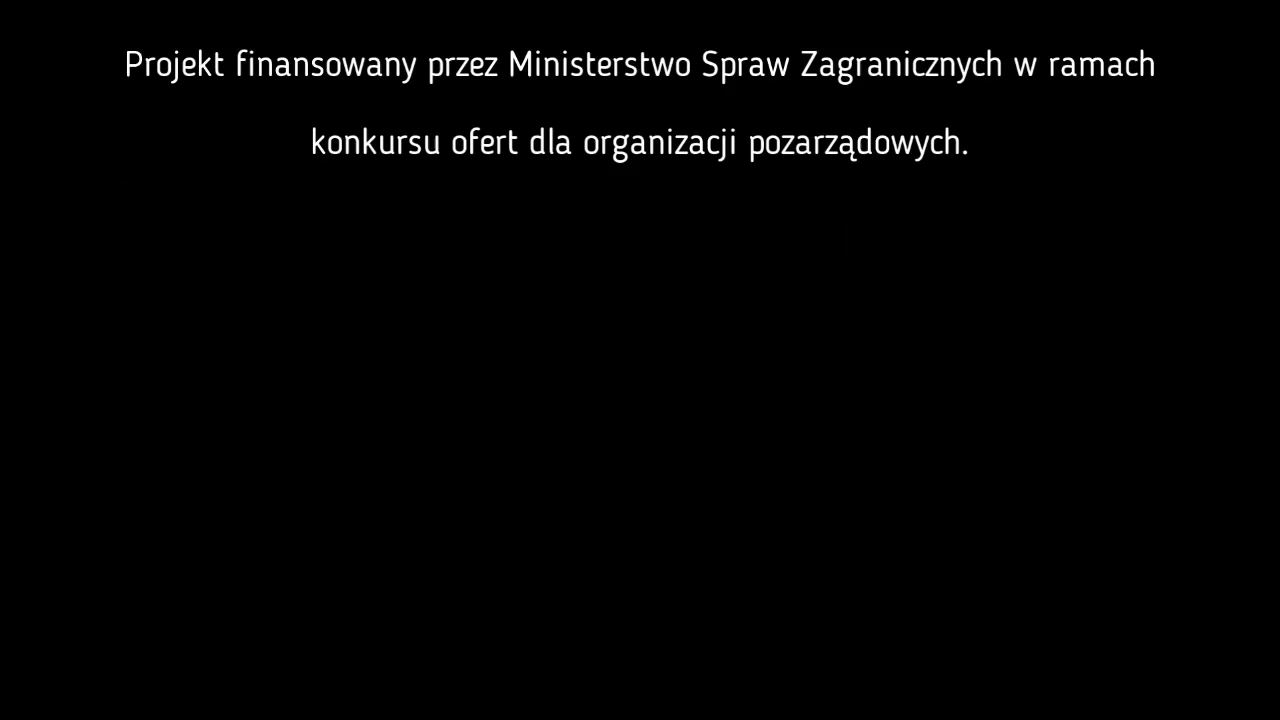 Projekt finansowany przez Ministerstwo Spraw Zagranicznych w ramach
konkursu ofert dla organizacji pozarządowych.